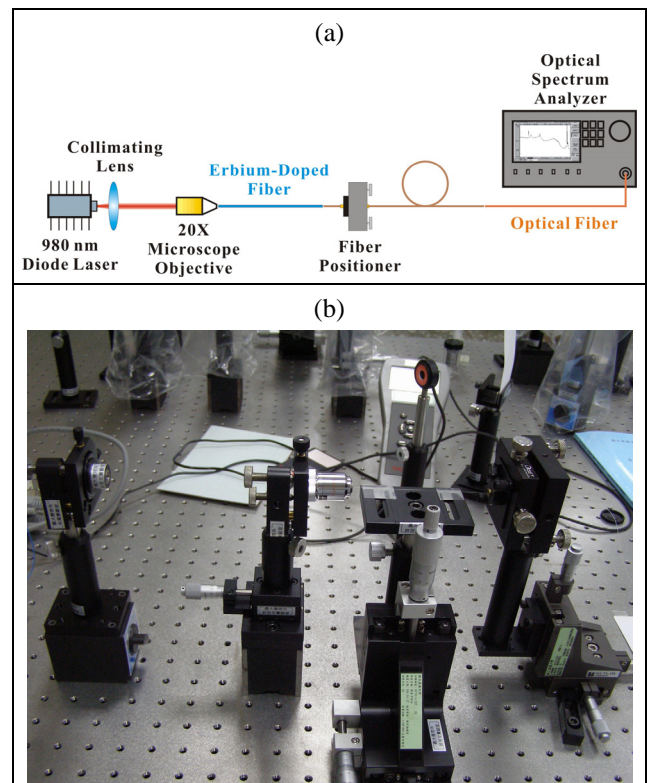 (a)
Optical
Spectrum
Analyzer
Collimating
Lens
Erbium-Doped
Fiber
980 nm
Diode Laser
20X
Microscope
Objective
Fiber
Positioner
Optical Fiber
(b)